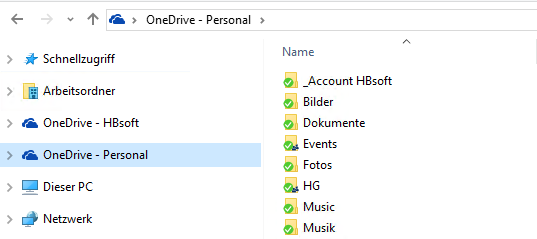 OneDrive - Personal
Name
Schnellzugriff
Arbeitsordner
OneDrive - HBsoft
OneDrive - Personal
Dieser PC
Netzwerk
_Account HBsoft
Bilder
Dokumente
Events
Fotos
HG
Music
Musik